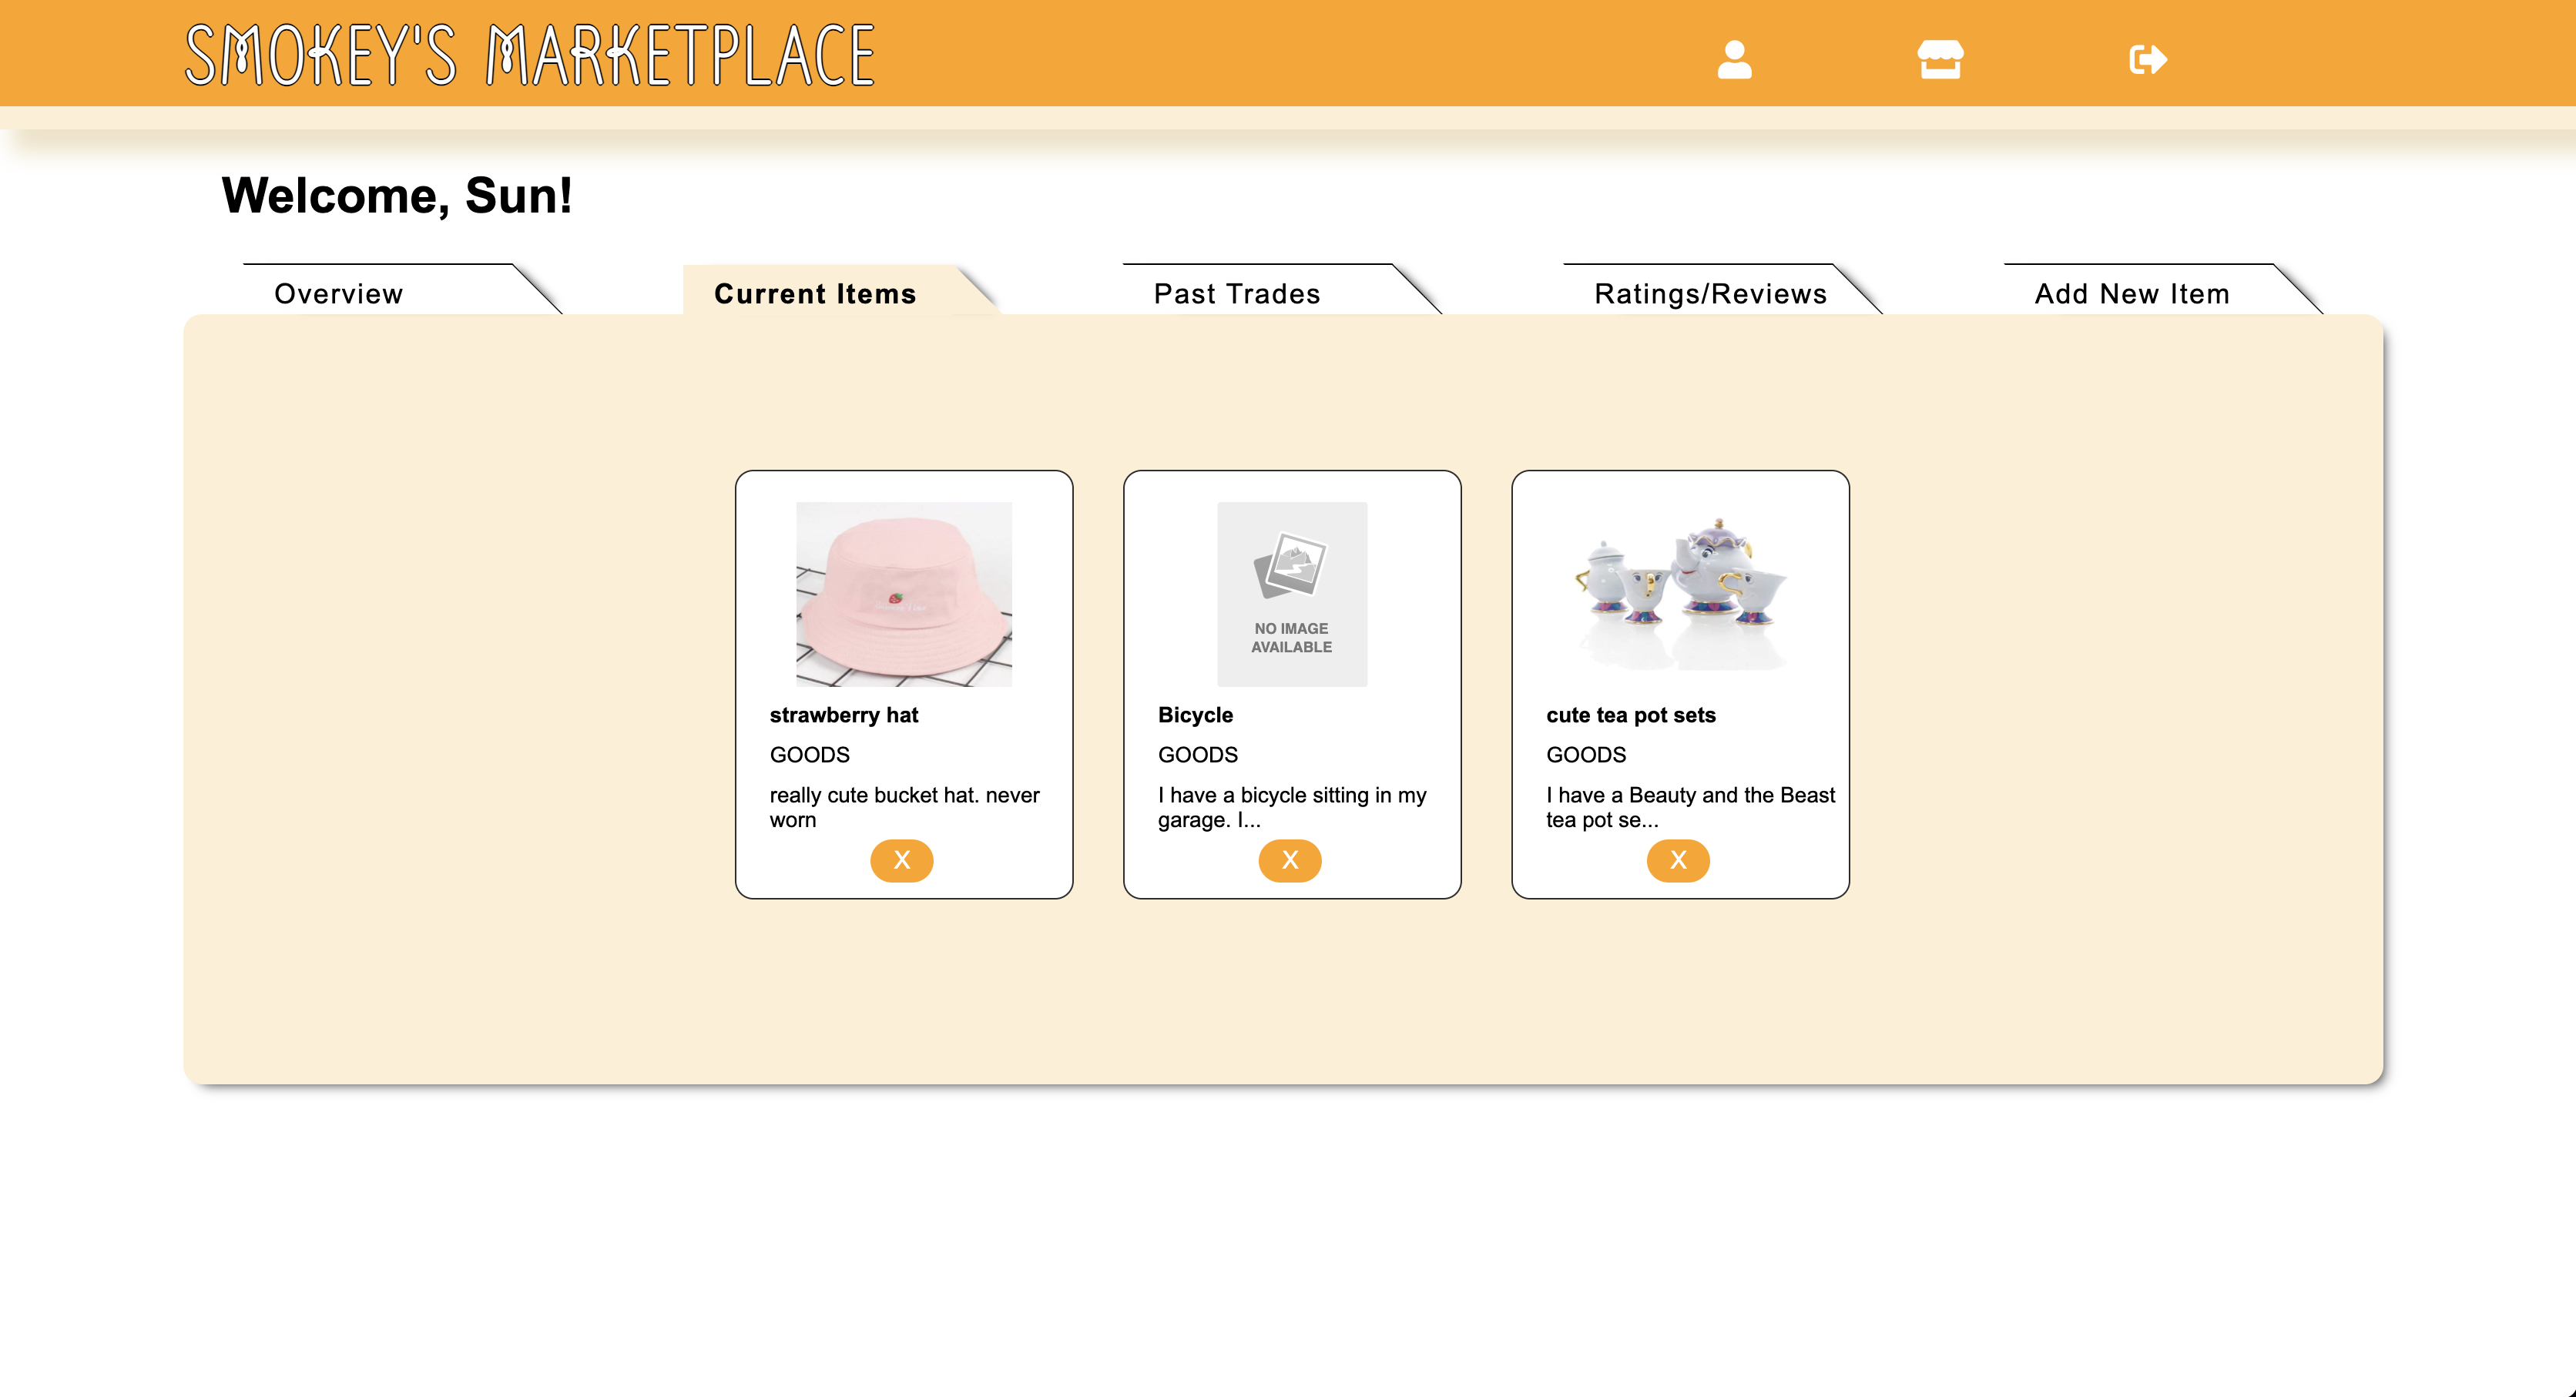 SMOKEY'S MARKETPLACE
Welcome, Sun!
Overview
Current Items
Past Trades
Ratings/Reviews
Add New Item
strawberry hat
GOODS
really cute bucket hat. never
worn
X
NO IMAGE
AVAILABLE
Bicycle
GOODS
I have a bicycle sitting in my
garage. I...
X
cute tea pot sets
GOODS
I have a Beauty and the Beast
tea pot se...
X